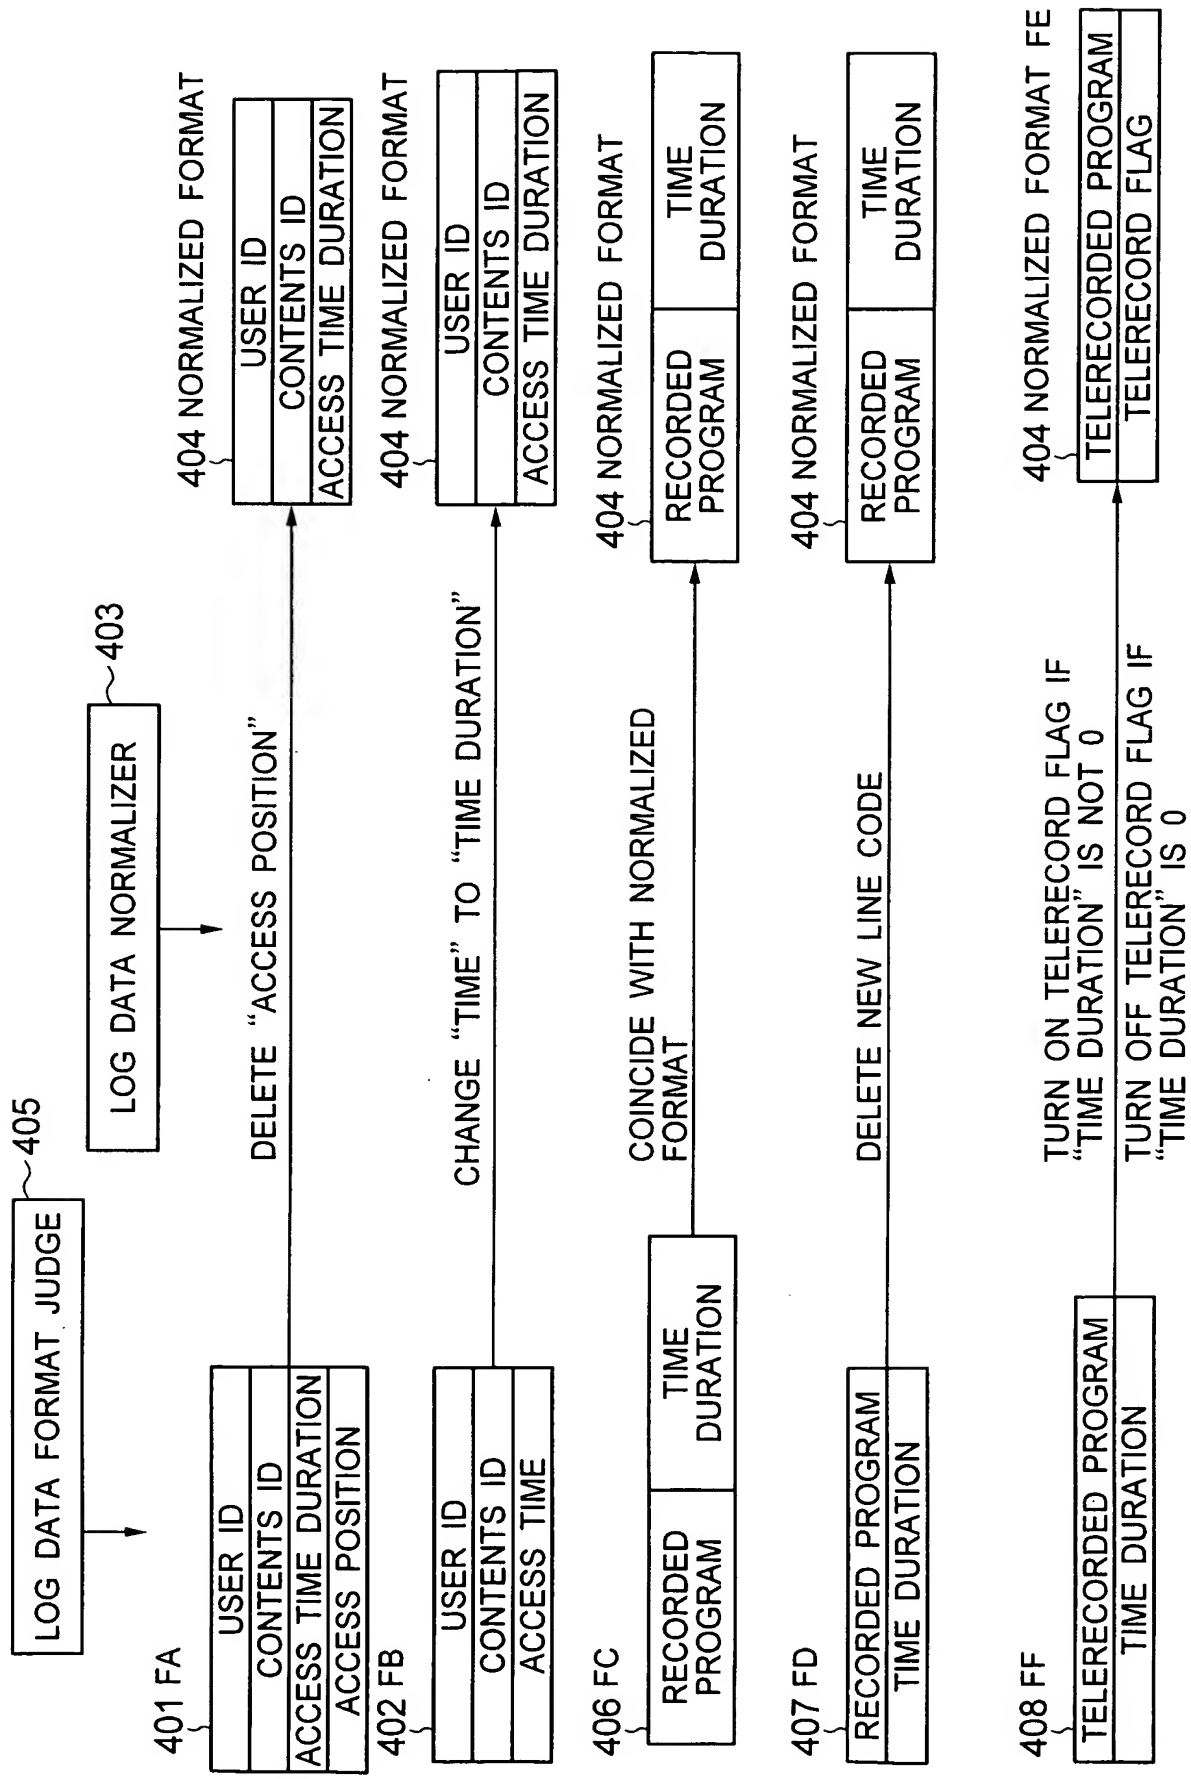 LOG DATA FORMAT JUDGE
405
LOG DATA NORMALIZER
403
401 FA
USER ID
CONTENTS ID
ACCESS TIME DURATION
ACCESS POSITION
DELETE “ACCESS POSITION”
404 NORMALIZED FORMAT
USER ID
CONTENTS ID
ACCESS TIME DURATION
402 FB
USER ID
CONTENTS ID
ACCESS TIME
CHANGE “TIME” TO “TIME DURATION”
404 NORMALIZED FORMAT
USER ID
CONTENTS ID
ACCESS TIME DURATION
406 FC
RECORDED
PROGRAM
TIME
DURATION
COINCIDE WITH NORMALIZED
FORMAT
404 NORMALIZED FORMAT
RECORDED
PROGRAM
TIME
DURATION
407 FD
RECORDED PROGRAM
TIME DURATION
DELETE NEW LINE CODE
404 NORMALIZED FORMAT
RECORDED
PROGRAM
TIME
DURATION
408 FF
TELERECORDED PROGRAM
TIME DURATION
TURN ON TELERECORD FLAG IF
“TIME DURATION” IS NOT 0
TURN OFF TELERECORD FLAG IF
“TIME DURATION” IS 0
404 NORMALIZED FORMAT FE
TELERECORDED PROGRAM
TELERECORD FLAG